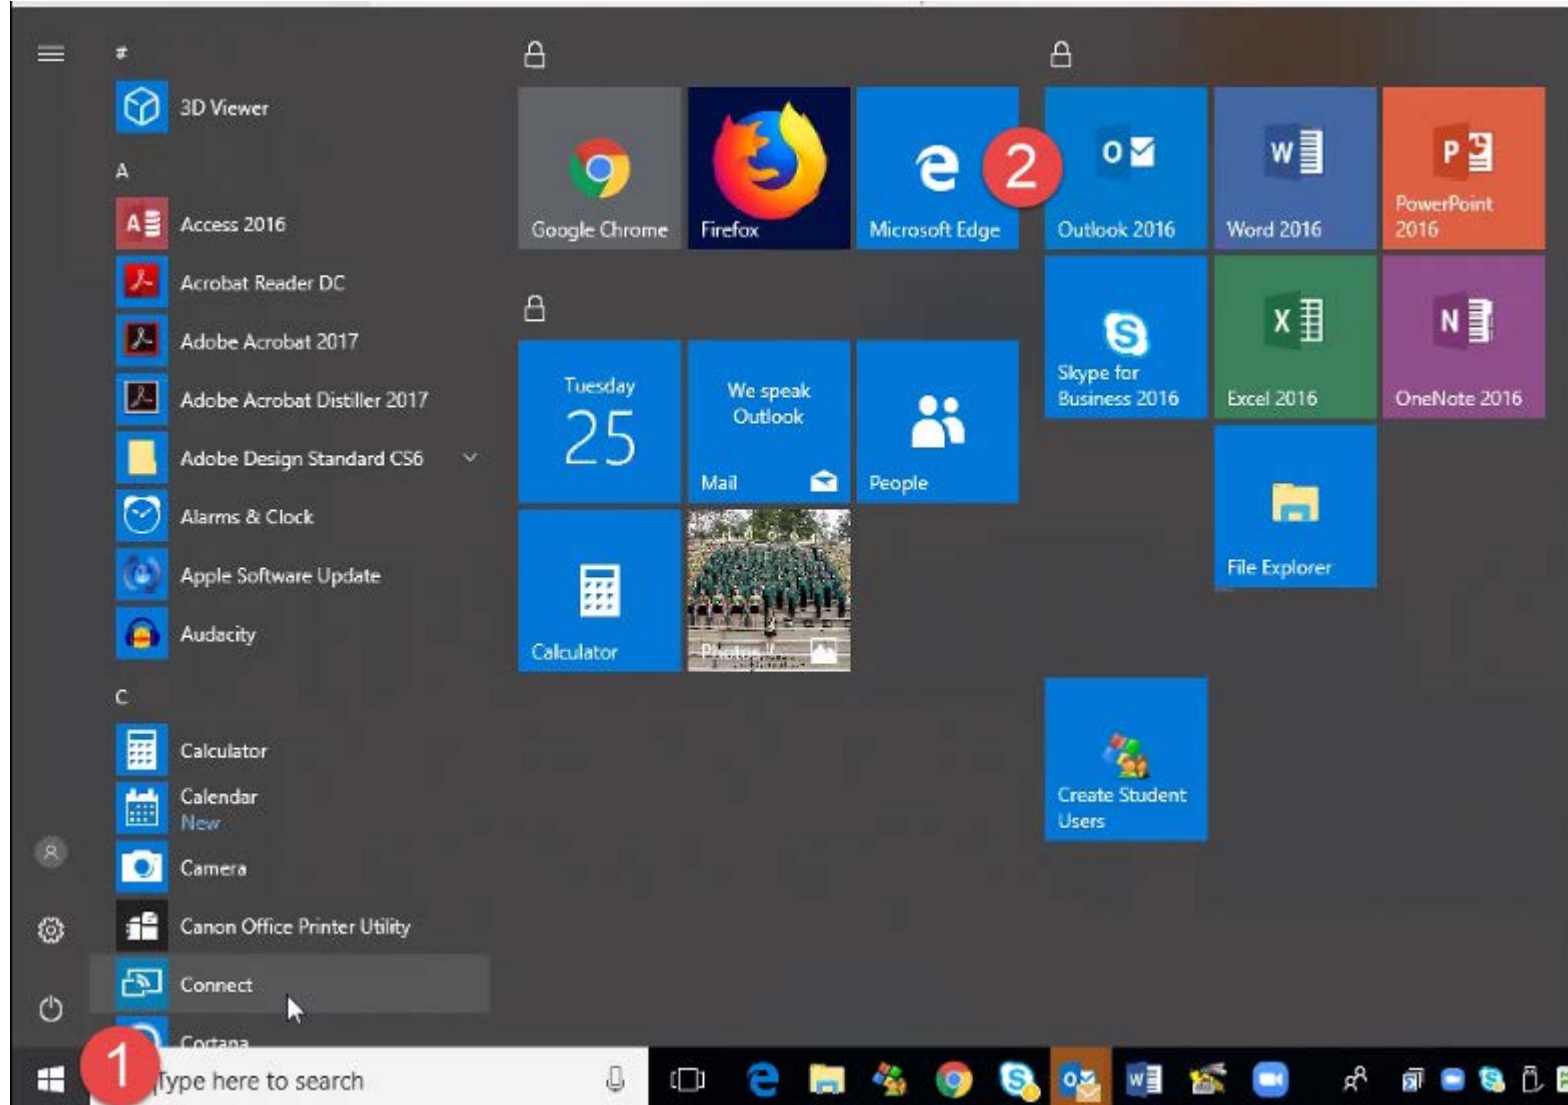 #
3D Viewer
A
Access 2016
Acrobat Reader DC
Adobe Acrobat 2017
Adobe Acrobat Distiller 2017
Adobe Design Standard CS6
Alarms & Clock
Apple Software Update
Audacity
C
Calculator
Calendar
New
Camera
Canon Office Printer Utility
Connect
Cortana
Google Chrome
Firefox
Microsoft Edge
2
Tuesday
25
We speak
Outlook
Mail
People
Calculator
Photos
Outlook 2016
Word 2016
PowerPoint
2016
Skype for
Business 2016
Excel 2016
OneNote 2016
File Explorer
Create Student
Users
1
Type here to search